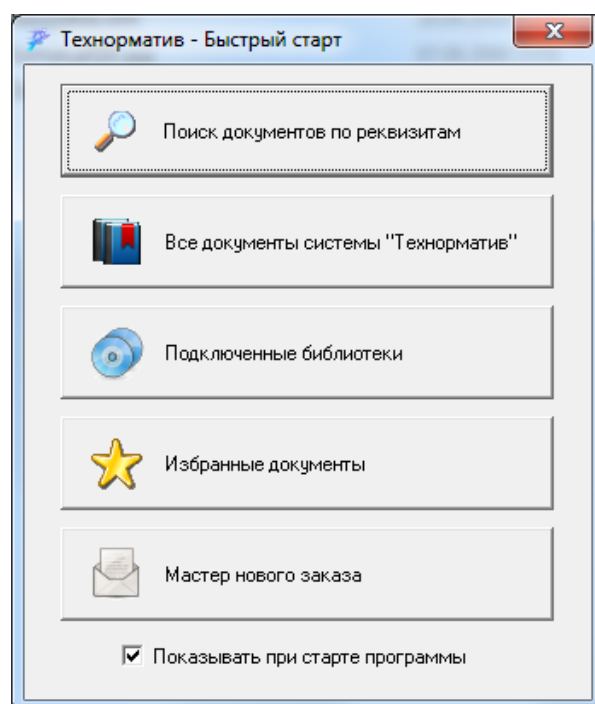 Технорматив - Быстрый старт
Поиск документов по реквизитам
Все документы системы "Технорматив"
Подключенные библиотеки
Избранные документы
Мастер нового заказа
Показывать при старте программы